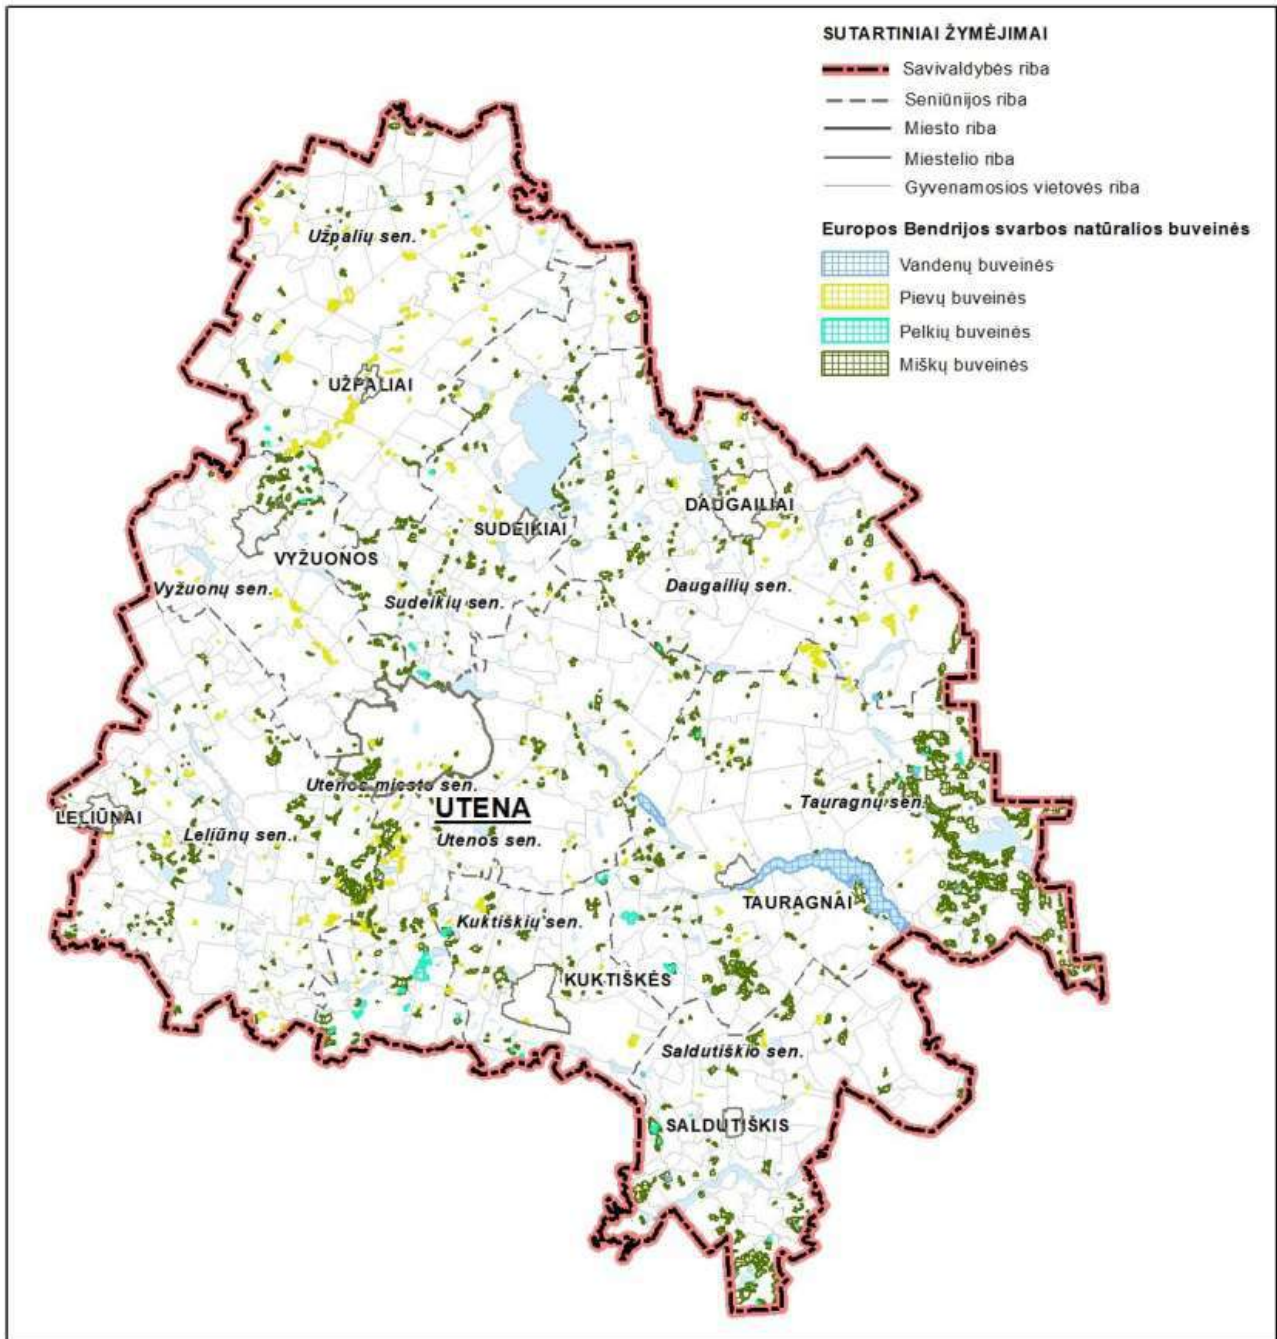 SUTARTINIAI ŽYMĖJIMAI
Savivaldybės riba
Seniūnijos riba
Miesto riba
Miestelio riba
Gyvenamosios vietovės riba
Europos Bendrijos svarbos natūralios buveinės
Vandenų buveinės
Pievų buveinės
Pelkių buveinės
Miškų buveinės
Užpalių sen.
UŽPALIAI
DAUGAILIAI
SUDEIKIAI
VYŽUONOS
Vyžuonų sen.
Sudeikių sen.
Daugailių sen.
Utenos miesto sen.
UTENA
Tauragnų sen.
LELIŪNAI
Leliūnų sen.
Utenos sen.
TAURAGNAI
Kuktiškių sen.
KUKTIŠKĖS
Saldutiškio sen.
SALDUTIŠKIS